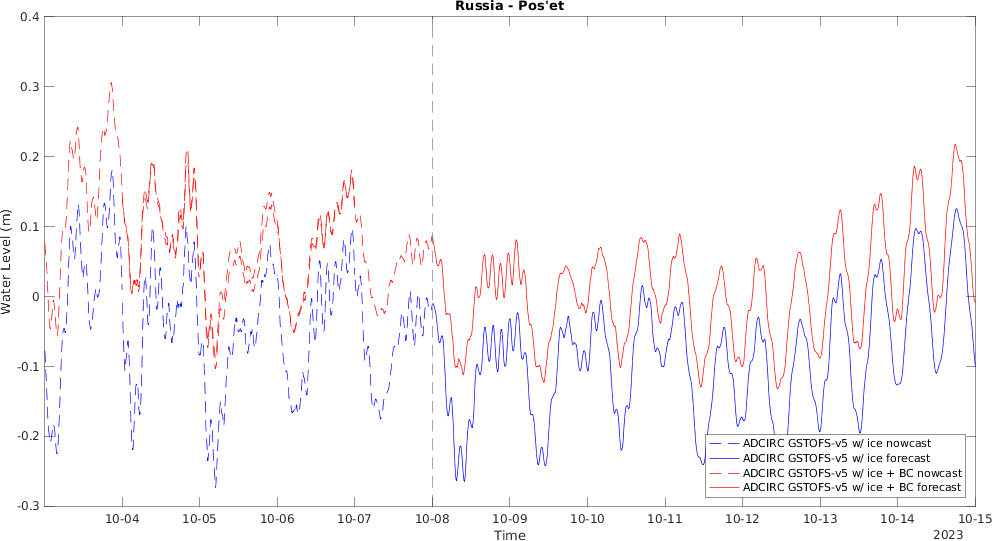 Russia - Pos'et
0.4
0.3
0.2
0.1
0
-0.1
-0.2
-0.3
Water Level (m)
ADCIRC GSTOFS-v5 w/ ice nowcast
ADCIRC GSTOFS-v5 w/ ice forecast
ADCIRC GSTOFS-v5 w/ ice + BC nowcast
ADCIRC GSTOFS-v5 w/ ice + BC forecast
10-04 10-05 10-06 10-07 10-08 10-09 10-10 10-11 10-12 10-13 10-14 10-15
Time
2023